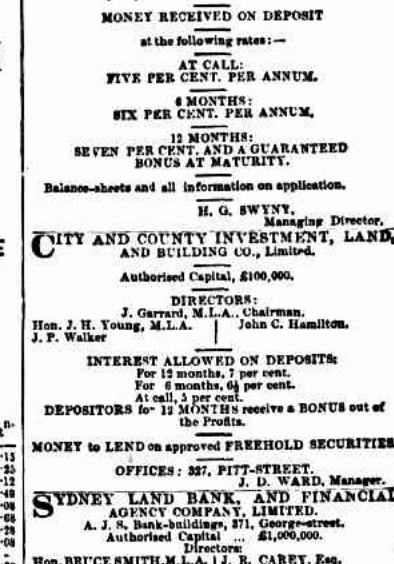 MONEY RECEIVED ON DEPOSIT
at the following rates:—
AT CALL:
FIVE PER CENT. PER ANNUM.
6 MONTHS:
SIX PER CENT. PER ANNUM,
12 MONTHS:
SEVEN PER CENT. AND A GUARANTEED
BONUS AT MATURITY.
Balance-sheets and all information on application.
H. G. SWYNY,
Managing Director.
CITY AND COUNTY INVESTMENT, LAND,
AND BUILDING CO., Limited.
Authorised Capital, £100,000.
DIRECTORS:
J. Garrard, M.L.A., Chairman.
Hon. J. H. Young, M.L.A. | John C. Hamilton.
J. P. Walker
INTEREST ALLOWED ON DEPOSITS:
For 12 months, 7 per cent.
For 6 months, 6½ per cent.
At call, 5 per cent.
DEPOSITORS for 12 MONTHS receive a BONUS out of
the Profits.
MONEY to LEND on approved FREEHOLD SECURITIES
OFFICES: 327, PITT-STREET.
J. D. WARD, Manager.
SYDNEY LAND BANK, AND FINANCIAL
AGENCY COMPANY, LIMITED.
A. J. S. Bank-buildings, 371, George-street.
Authorised Capital ... £1,000,000.
Directors:
Hon. BRUCE SMITH, M.L.A. | J. R. CAREY, Esq.